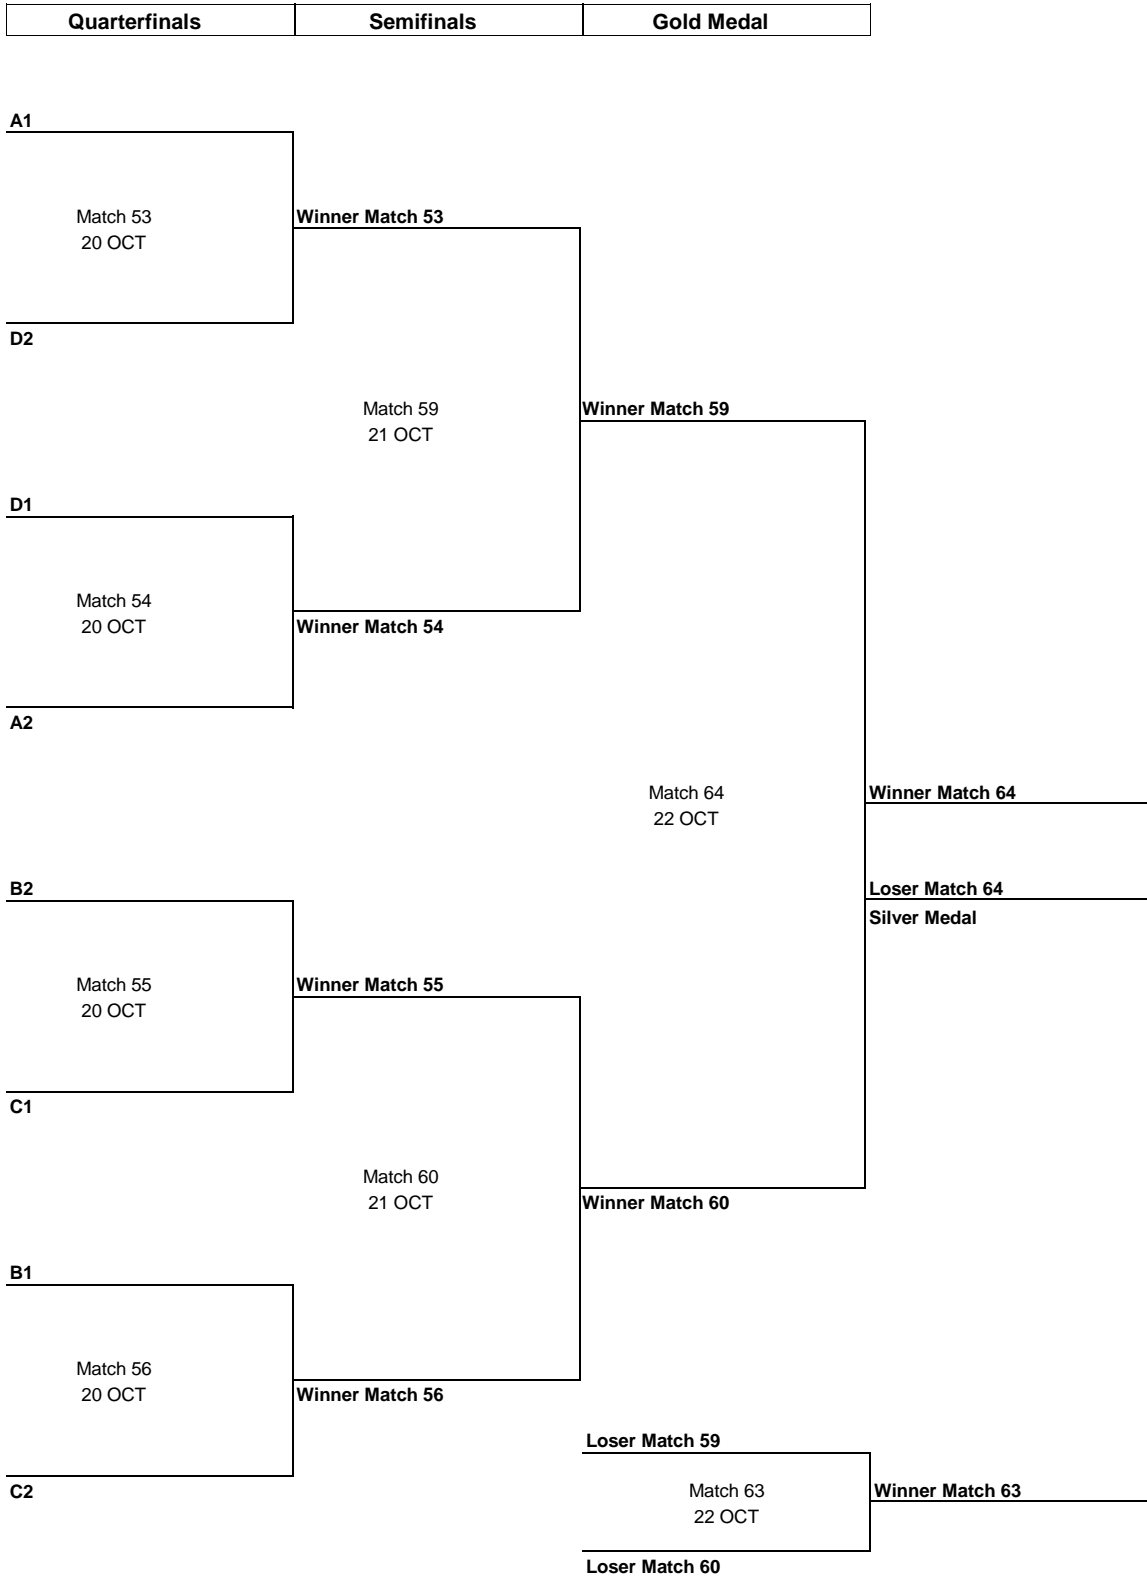 Quarterfinals Semifinals Gold Medal
A1
Match 53 Winner Match 53
20 OCT
D2
Match 59 Winner Match 59
21 OCT
D1
Match 54
20 OCT Winner Match 54
A2
Match 64 Winner Match 64
22 OCT
B2 Loser Match 64
Silver Medal
Match 55 Winner Match 55
20 OCT
C1
Match 60
21 OCT Winner Match 60
B1
Match 56
20 OCT Winner Match 56
Loser Match 59
C2 Match 63 Winner Match 63
22 OCT
Loser Match 60